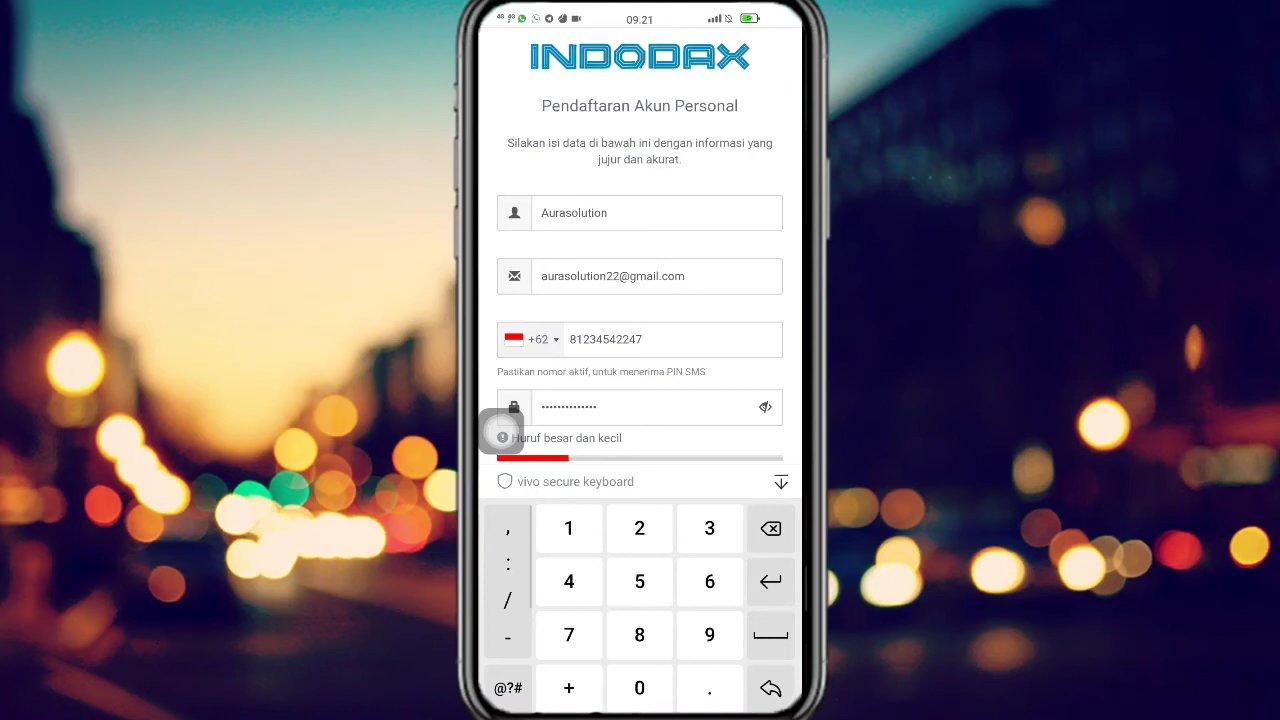 4G 4G
09.21
INDODAX
Pendaftaran Akun Personal
Silakan isi data di bawah ini dengan informasi yang
jujur dan akurat.
Aurasolution
aurasolution22@gmail.com
+62 81234542247
Pastikan nomor aktif, untuk menerima PIN SMS
••••••••••••••
Huruf besar dan kecil
vivo secure keyboard
, 1 2 3
: 4 5 6
/
- 7 8 9
@?# + 0 .